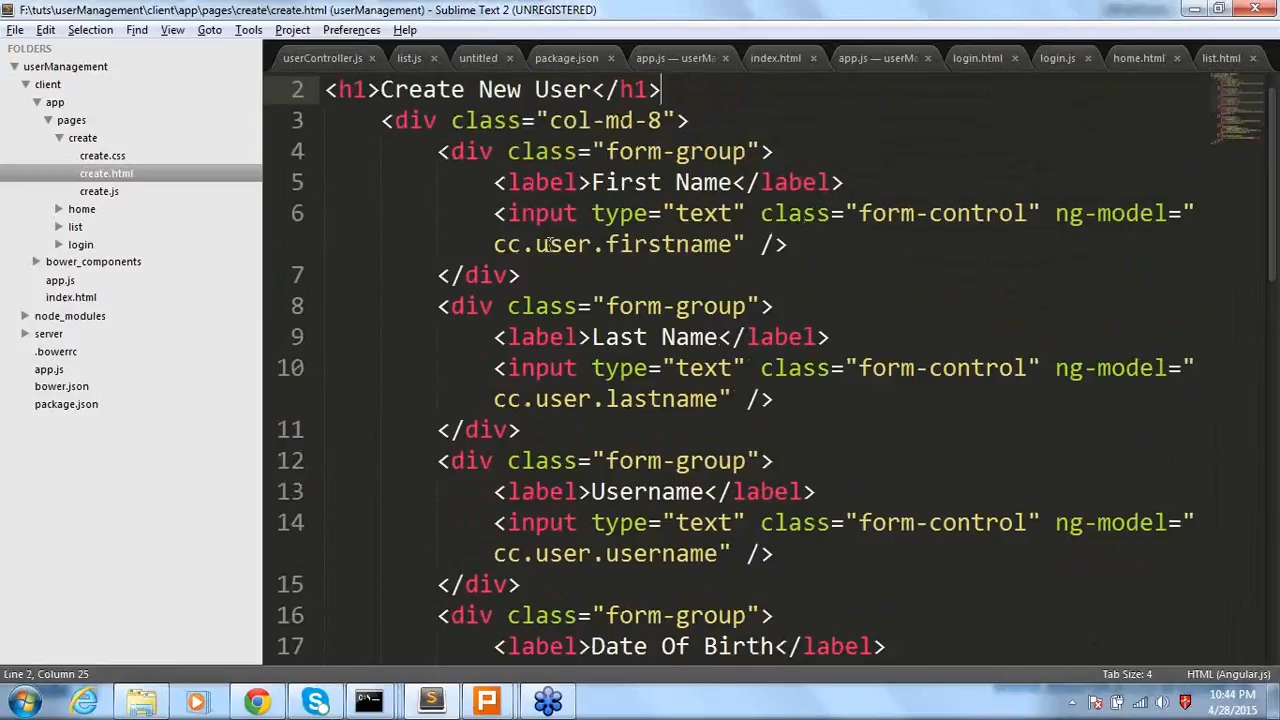 F:\tuts\userManagement\client\app\pages\create\create.html (userManagement) - Sublime Text 2 (UNREGISTERED)
File Edit Selection Find View Goto Tools Project Preferences Help
FOLDERS
userManagement
client
app
pages
create
create.css
create.html
create.js
home
list
login
bower_components
app.js
index.html
node_modules
server
.bowerrc
app.js
bower.json
package.json
userController.js × list.js × untitled × package.json × app.js — userMa × index.html × app.js — userMa × login.html × login.js × home.html × list.html ×
2 <h1>Create New User</h1>
3 <div class="col-md-8">
4 <div class="form-group">
5 <label>First Name</label>
6 <input type="text" class="form-control" ng-model="
cc.user.firstname" />
7 </div>
8 <div class="form-group">
9 <label>Last Name</label>
10 <input type="text" class="form-control" ng-model="
cc.user.lastname" />
11 </div>
12 <div class="form-group">
13 <label>Username</label>
14 <input type="text" class="form-control" ng-model="
cc.user.username" />
15 </div>
16 <div class="form-group">
17 <label>Date Of Birth</label>
Line 2, Column 25
Tab Size: 4 HTML (Angular.js)
10:44 PM
4/28/2015